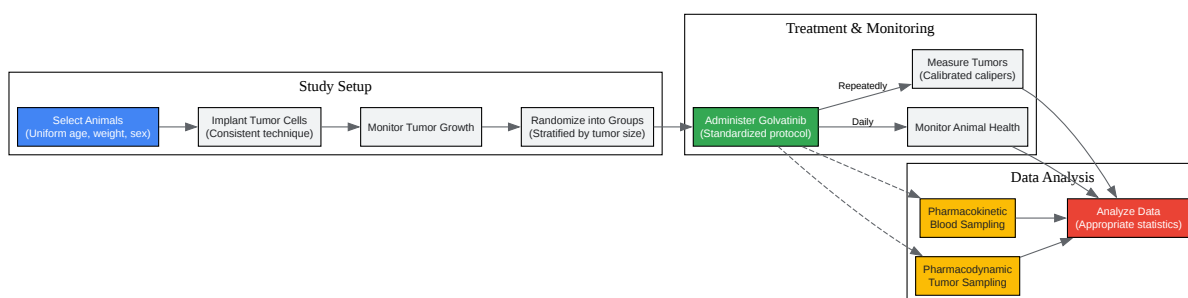 Study Setup
Select Animals
(Uniform age, weight, sex)
Implant Tumor Cells
(Consistent technique)
Monitor Tumor Growth
Randomize into Groups
(Stratified by tumor size)
Treatment & Monitoring
Administer Golvatinib
(Standardized protocol)
Repeatedly
Measure Tumors
(Calibrated calipers)
Daily
Monitor Animal Health
Data Analysis
Pharmacokinetic
Blood Sampling
Pharmacodynamic
Tumor Sampling
Analyze Data
(Appropriate statistics)